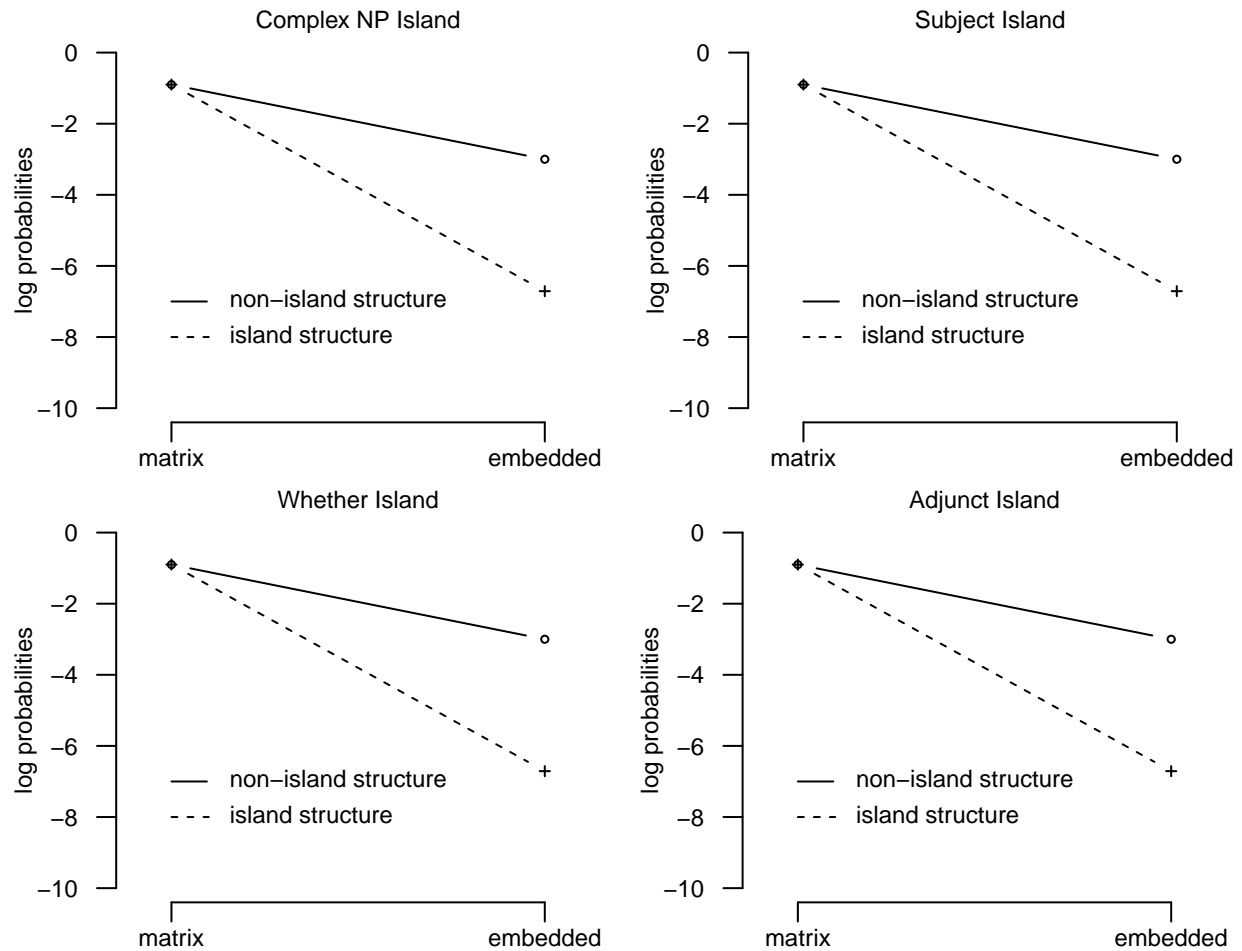 Complex NP Island
log probabilities
0
−2
−4
−6
−8
−10
non−island structure
island structure
matrix embedded
Subject Island
log probabilities
0
−2
−4
−6
−8
−10
non−island structure
island structure
matrix embedded
Whether Island
log probabilities
0
−2
−4
−6
−8
−10
non−island structure
island structure
matrix embedded
Adjunct Island
log probabilities
0
−2
−4
−6
−8
−10
non−island structure
island structure
matrix embedded